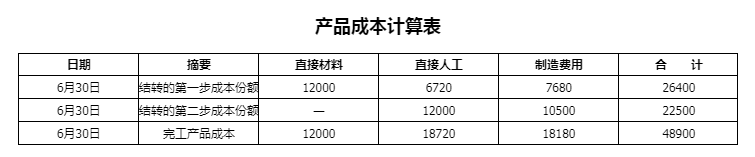 产品成本计算表
日期 摘要 直接材料 直接人工 制造费用 合 计
6月30日 结转的第一步成本份额 12000 6720 7680 26400
6月30日 结转的第二步成本份额 — 12000 10500 22500
6月30日 完工产品成本 12000 18720 18180 48900